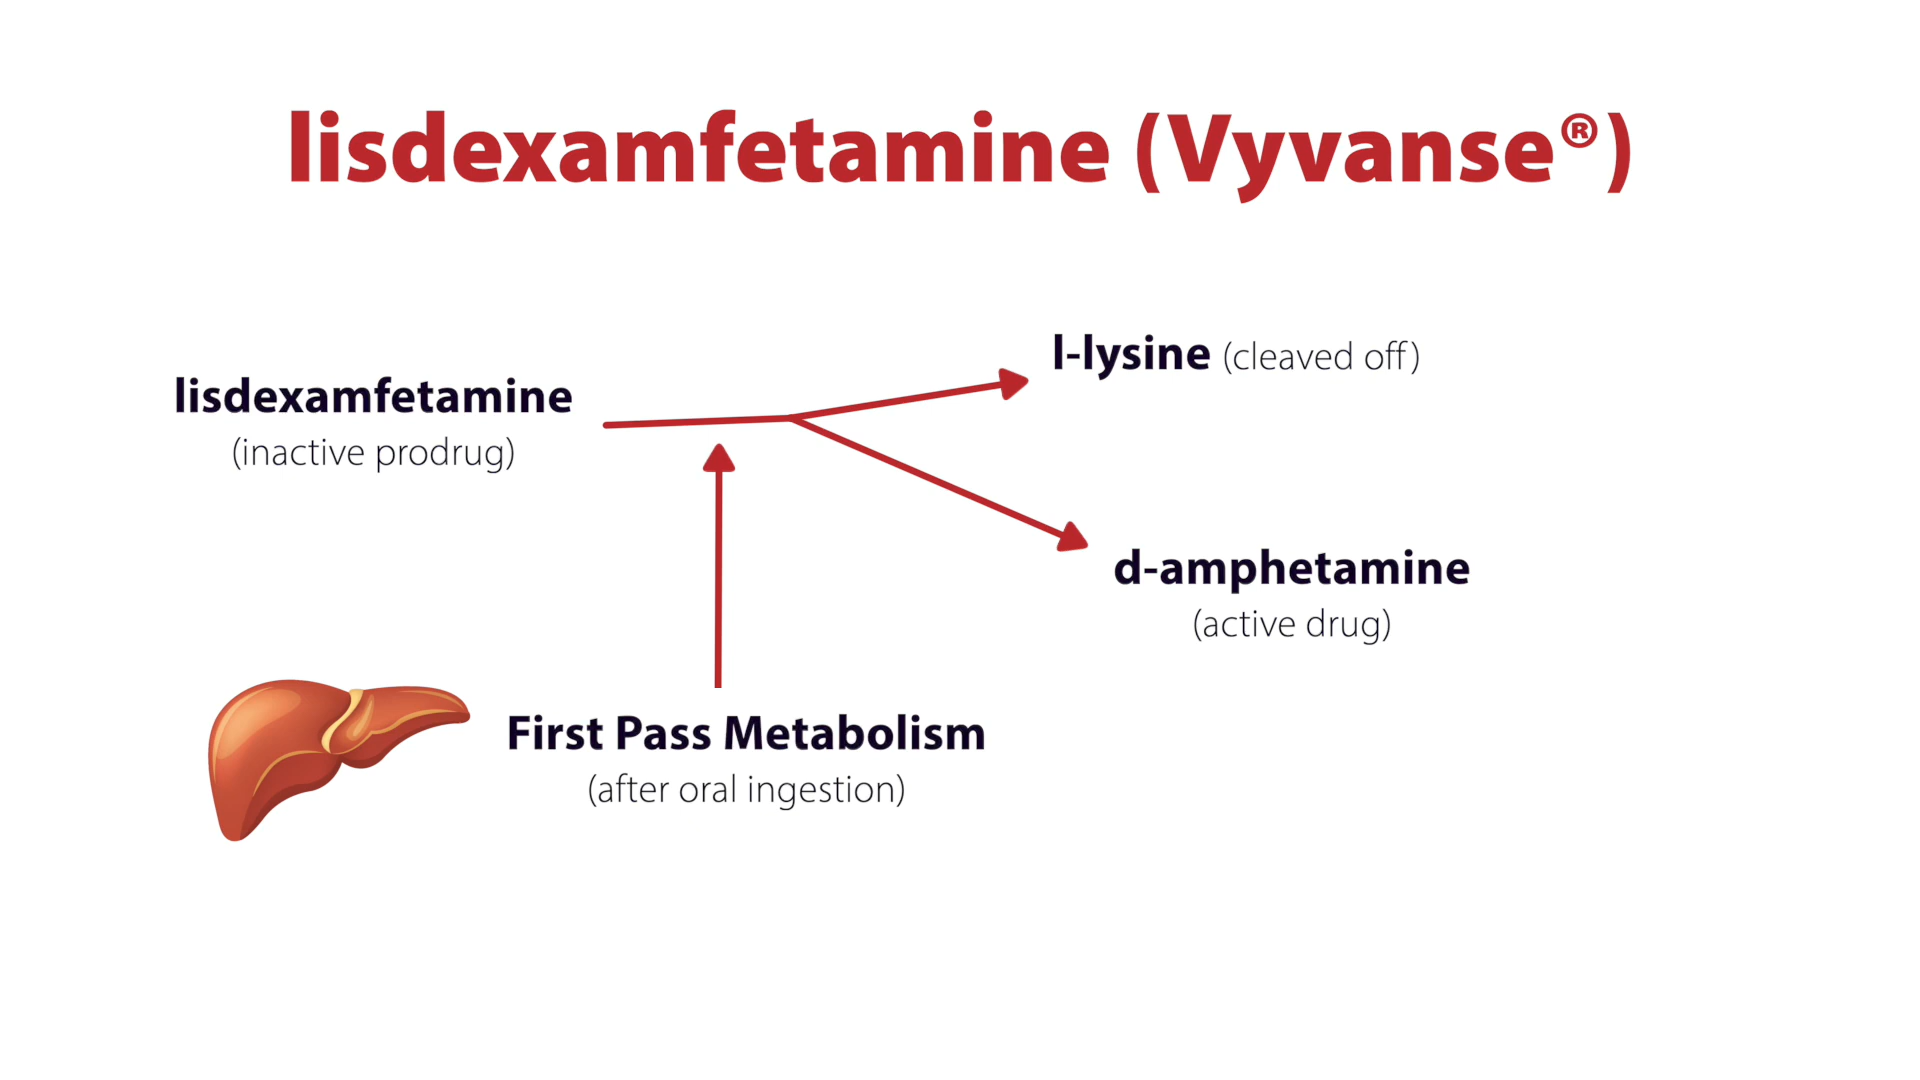 lisdexamfetamine (Vyvanse®)
l-lysine (cleaved off)
lisdexamfetamine
(inactive prodrug)
d-amphetamine
(active drug)
First Pass Metabolism
(after oral ingestion)